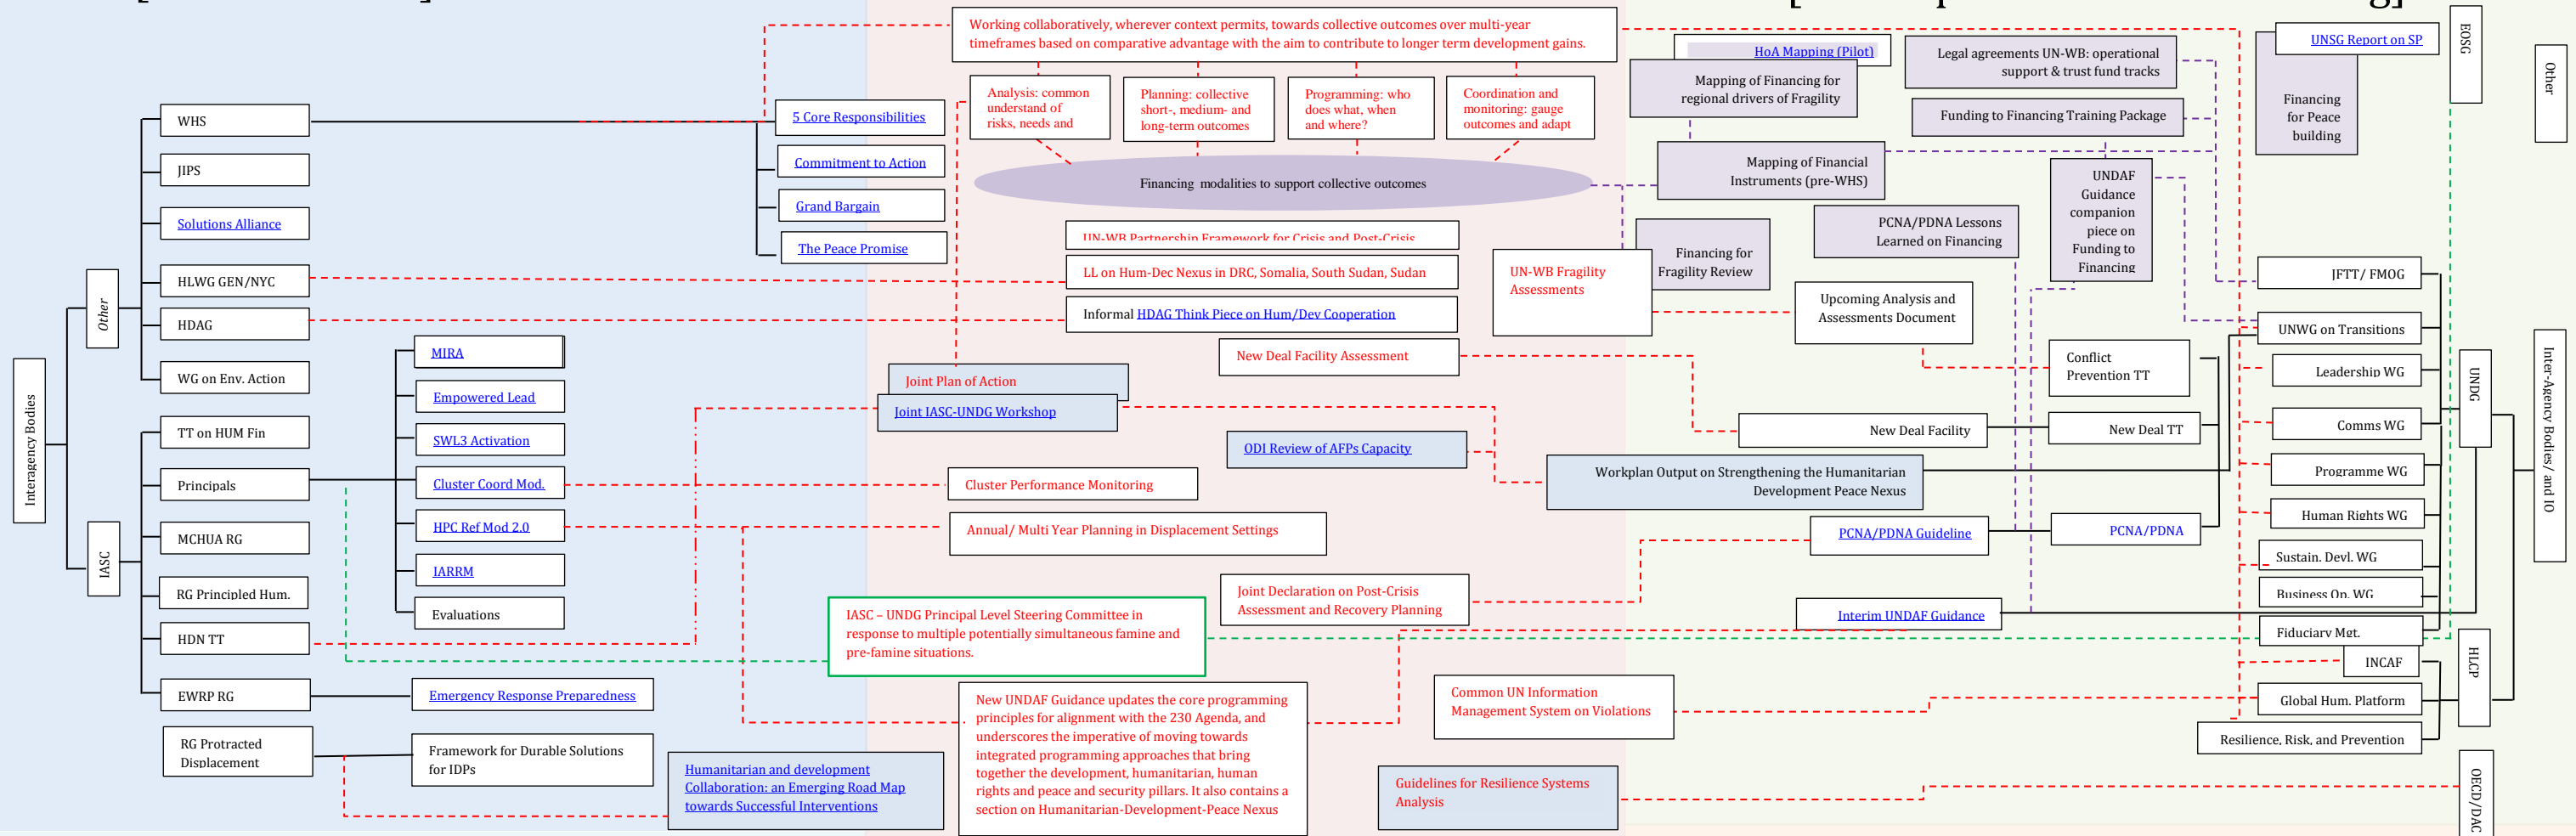 Interagency Bodies
Other
IASC
WHS
JIPS
Solutions Alliance
HLWG GEN/NYC
HDAG
WG on Env. Action
TT on HUM Fin
Principals
MCHUA RG
RG Principled Hum.
HDN TT
EWRP RG
RG Protracted
Displacement
MIRA
Empowered Lead
SWL3 Activation
Cluster Coord Mod.
HPC Ref Mod 2.0
IARRM
Evaluations
Emergency Response Preparedness
Framework for Durable Solutions
for IDPs
Humanitarian and development
Collaboration: an Emerging Road Map
towards Successful Interventions
5 Core Responsibilities
Commitment to Action
Grand Bargain
The Peace Promise
Working collaboratively, wherever context permits, towards collective outcomes over multi-year
timeframes based on comparative advantage with the aim to contribute to longer term development gains.
Analysis: common
understand of
risks, needs and
Planning: collective
short-, medium- and
long-term outcomes
Programming: who
does what, when
and where?
Coordination and
monitoring: gauge
outcomes and adapt
Financing modalities to support collective outcomes
UN-WB Partnership Framework for Crisis and Post-Crisis
LL on Hum-Dec Nexus in DRC, Somalia, South Sudan, Sudan
Informal HDAG Think Piece on Hum/Dev Cooperation
New Deal Facility Assessment
Joint Plan of Action
Joint IASC-UNDG Workshop
ODI Review of AFPs Capacity
Cluster Performance Monitoring
Annual/ Multi Year Planning in Displacement Settings
Joint Declaration on Post-Crisis
Assessment and Recovery Planning
IASC – UNDG Principal Level Steering Committee in
response to multiple potentially simultaneous famine and
pre-famine situations.
New UNDAF Guidance updates the core programming
principles for alignment with the 230 Agenda, and
underscores the imperative of moving towards
integrated programming approaches that bring
together the development, humanitarian, human
rights and peace and security pillars. It also contains a
section on Humanitarian-Development-Peace Nexus
Common UN Information
Management System on Violations
Guidelines for Resilience Systems
Analysis
HoA Mapping (Pilot)
Mapping of Financing for
regional drivers of Fragility
Mapping of Financial
Instruments (pre-WHS)
Legal agreements UN-WB: operational
support & trust fund tracks
Funding to Financing Training Package
UNDAF
Guidance
companion
piece on
Funding to
Financing
PCNA/PDNA Lessons
Learned on Financing
Financing for
Fragility Review
UN-WB Fragility
Assessments
Upcoming Analysis and
Assessments Document
Conflict
Prevention TT
New Deal Facility
New Deal TT
Workplan Output on Strengthening the Humanitarian
Development Peace Nexus
PCNA/PDNA Guideline
PCNA/PDNA
Interim UNDAF Guidance
UNSG Report on SP
Financing
for Peace
building
JFTT/ FMOG
UNWG on Transitions
Leadership WG
Comms WG
Programme WG
Human Rights WG
Sustain. Devl. WG
Business Op. WG
Fiduciary Mgt.
INCAF
Global Hum. Platform
Resilience, Risk, and Prevention
EOSG
Other
UNDG
HLCP
OECD/DAC
Inter-Agency Bodies/ and IO